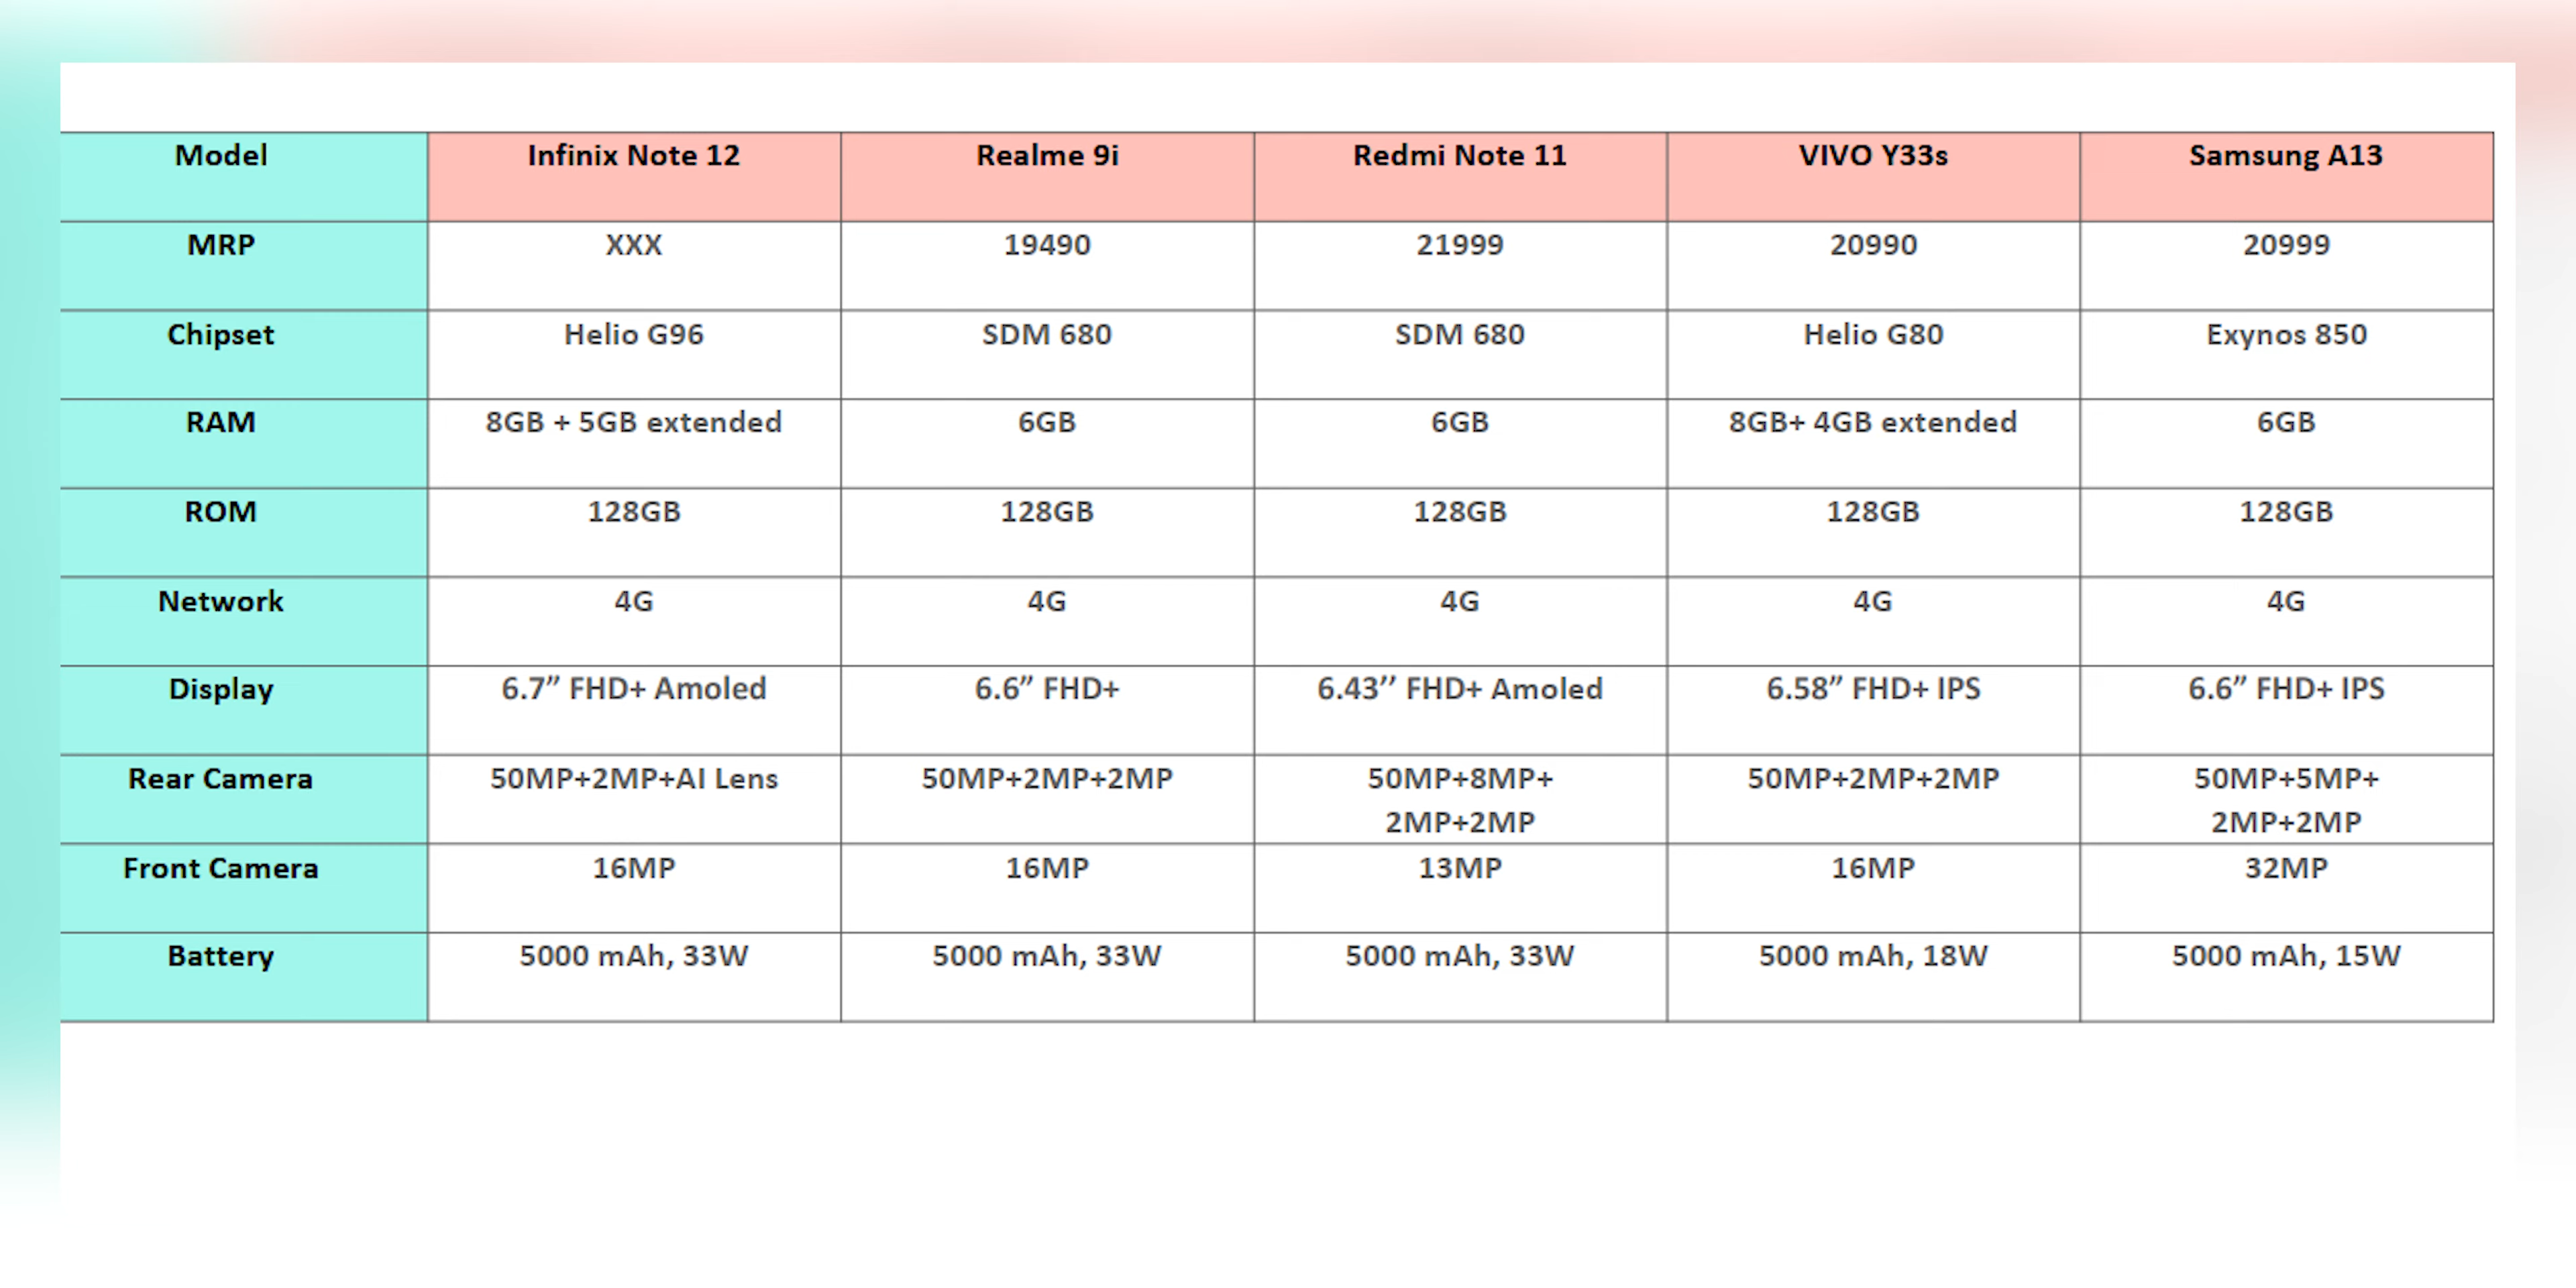 Model Infinix Note 12 Realme 9i Redmi Note 11 VIVO Y33s Samsung A13
MRP XXX 19490 21999 20990 20999
Chipset Helio G96 SDM 680 SDM 680 Helio G80 Exynos 850
RAM 8GB + 5GB extended 6GB 6GB 8GB+ 4GB extended 6GB
ROM 128GB 128GB 128GB 128GB 128GB
Network 4G 4G 4G 4G 4G
Display 6.7” FHD+ Amoled 6.6” FHD+ 6.43’’ FHD+ Amoled 6.58” FHD+ IPS 6.6” FHD+ IPS
Rear Camera 50MP+2MP+AI Lens 50MP+2MP+2MP 50MP+8MP+ 50MP+2MP+2MP 50MP+5MP+
2MP+2MP 2MP+2MP
Front Camera 16MP 16MP 13MP 16MP 32MP
Battery 5000 mAh, 33W 5000 mAh, 33W 5000 mAh, 33W 5000 mAh, 18W 5000 mAh, 15W